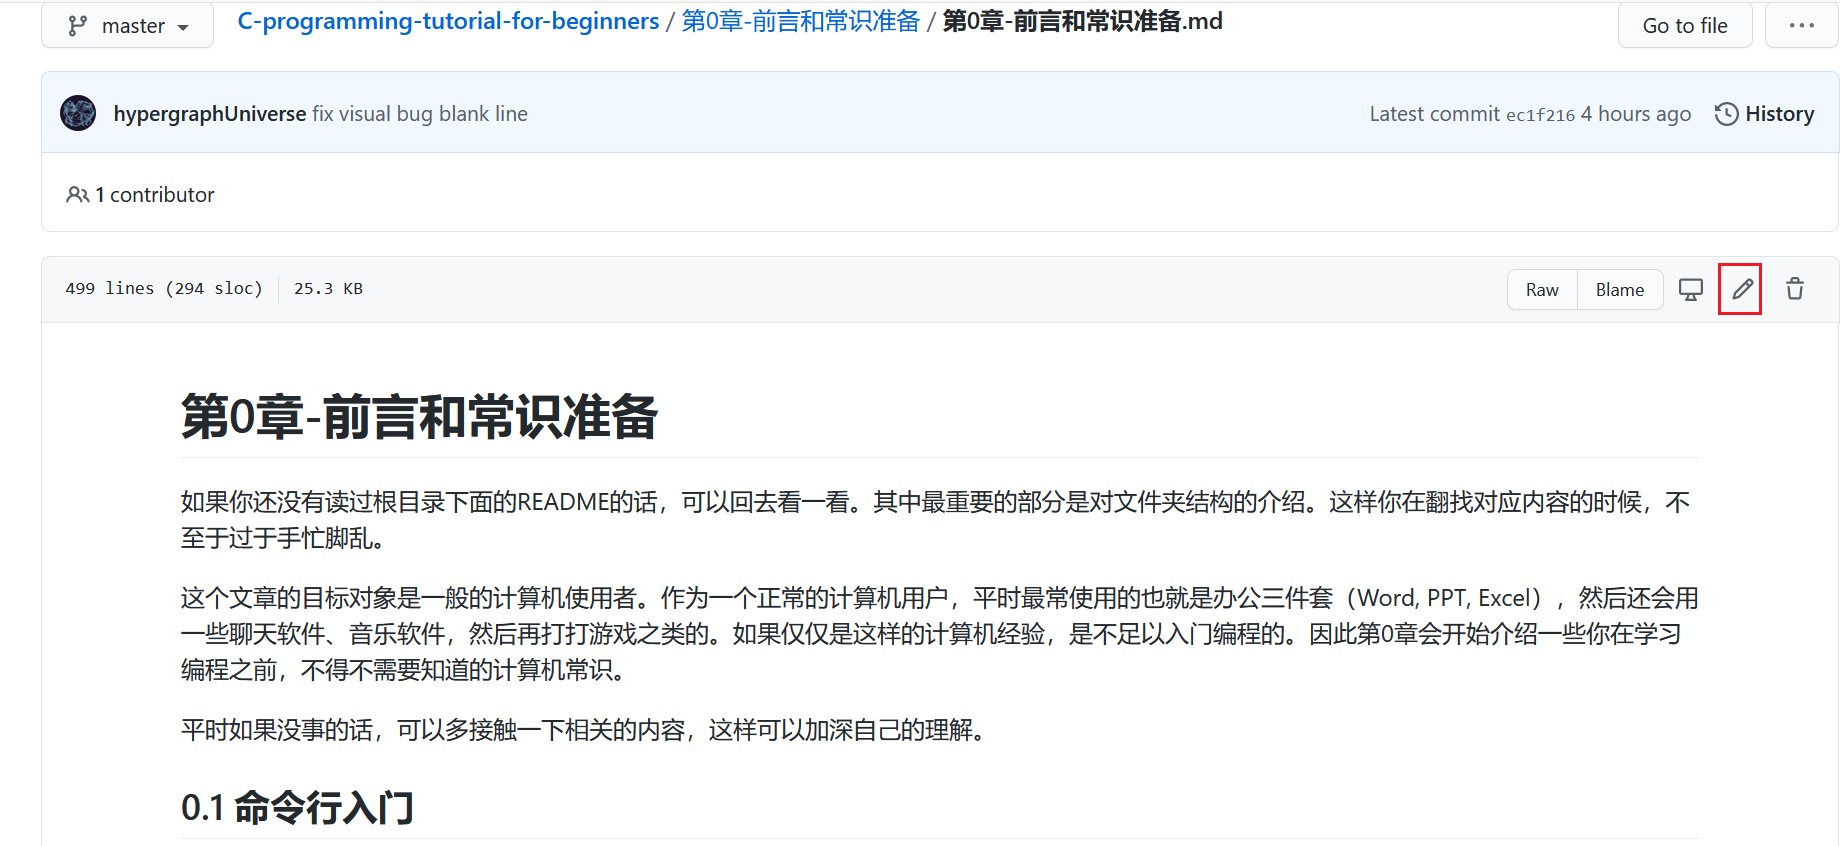 master C-programming-tutorial-for-beginners / 第0章-前言和常识准备 / 第0章-前言和常识准备.md Go to file ...
hypergraphUniverse fix visual bug blank line Latest commit ec1f216 4 hours ago History
1 contributor
499 lines (294 sloc) 25.3 KB Raw Blame
第0章-前言和常识准备
如果你还没有读过根目录下面的README的话，可以回去看一看。其中最重要的部分是对文件夹结构的介绍。这样你在翻找对应内容的时候，不
至于过于手忙脚乱。
这个文章的目标对象是一般的计算机使用者。作为一个正常的计算机用户，平时最常使用的也就是办公三件套（Word, PPT, Excel），然后还会用
一些聊天软件、音乐软件，然后再打打游戏之类的。如果仅仅是这样的计算机经验，是不足以入门编程的。因此第0章会开始介绍一些你在学习
编程之前，不得不需要知道的计算机常识。
平时如果没事的话，可以多接触一下相关的内容，这样可以加深自己的理解。
0.1 命令行入门